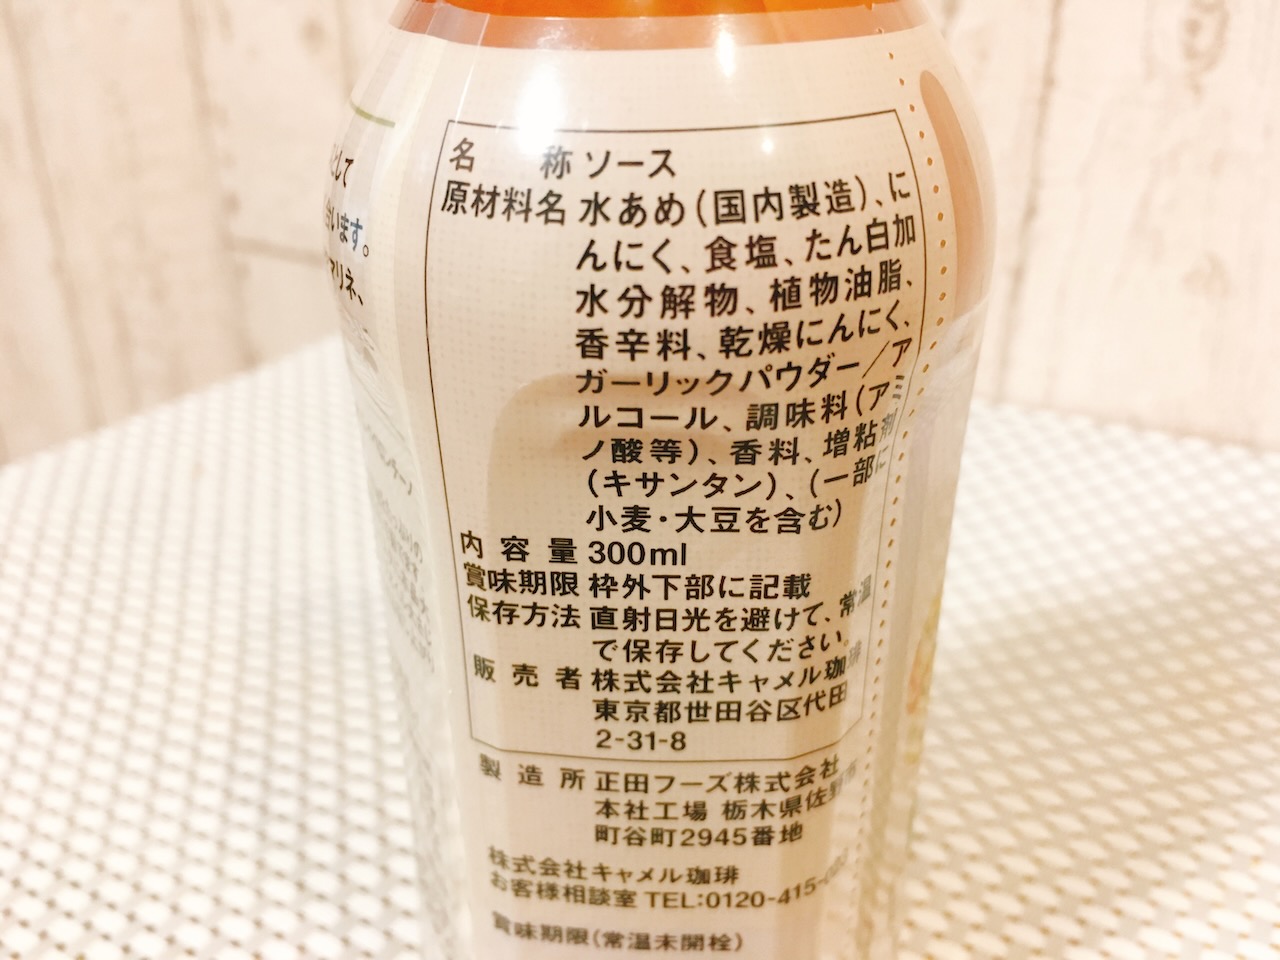 して
います。
マリネ、
名 称 ソース
原材料名 水あめ(国内製造)、に
んにく、食塩、たん白加
水分解物、植物油脂、
香辛料、乾燥にんにく、
ガーリックパウダー／ア
ルコール、調味料(アミ
ノ酸等)、香料、増粘剤
(キサンタン)、(一部に
小麦・大豆を含む)
内容量 300ml
賞味期限 枠外下部に記載
保存方法 直射日光を避けて、常温
で保存してください。
販売者 株式会社キャメル珈琲
東京都世田谷区代田
2-31-8
製造所 正田フーズ株式会社
本社工場 栃木県佐野市
町谷町2945番地
株式会社キャメル珈琲
お客様相談室 TEL:0120-415-
賞味期限(常温未開栓)